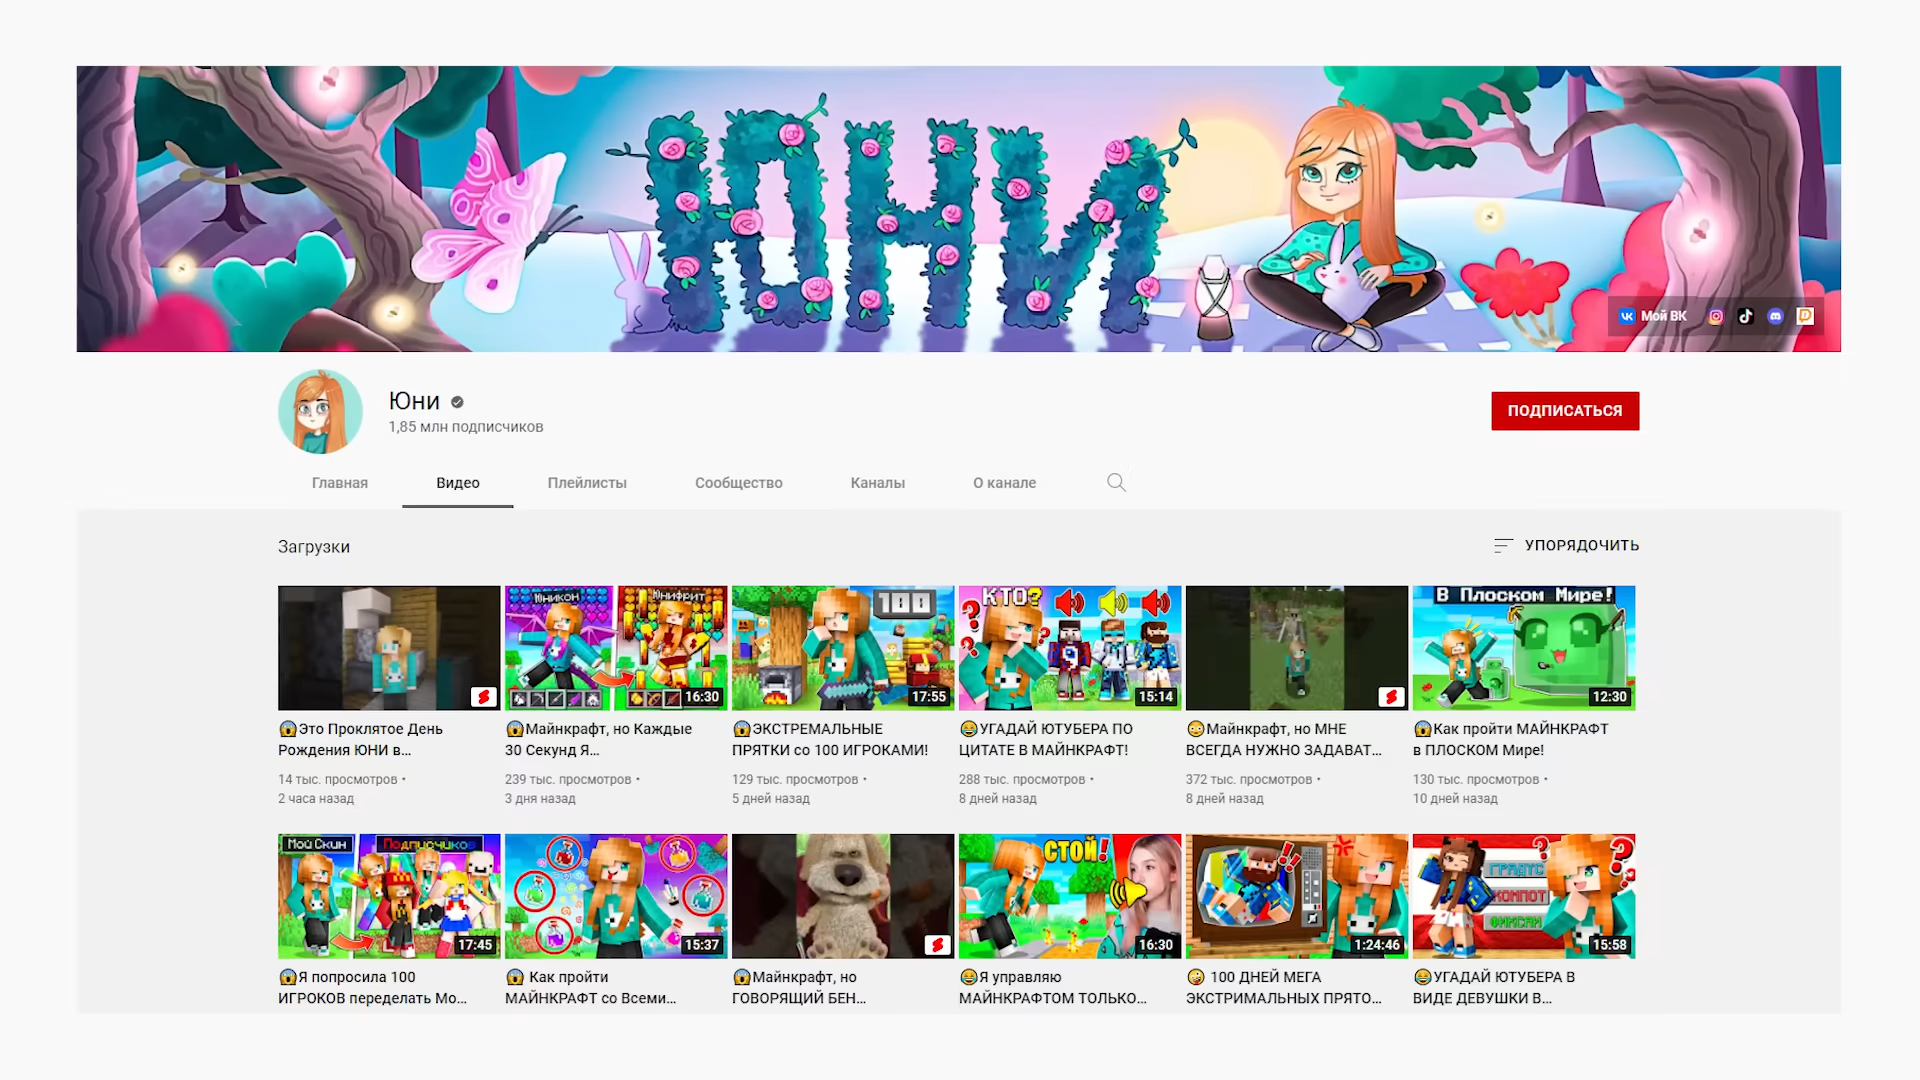 ЮНИ
Мой ВК
Юни
1,85 млн подписчиков
ПОДПИСАТЬСЯ
Главная
Видео
Плейлисты
Сообщество
Каналы
О канале
Загрузки
УПОРЯДОЧИТЬ
Юникон
Юнифрит
16:30
100
17:55
КТО?
15:14
В Плоском Мире!
12:30
😱Это Проклятое День
Рождения ЮНИ в...
14 тыс. просмотров •
2 часа назад
😱Майнкрафт, но Каждые
30 Секунд Я...
239 тыс. просмотров •
3 дня назад
😱ЭКСТРЕМАЛЬНЫЕ
ПРЯТКИ со 100 ИГРОКАМИ!
129 тыс. просмотров •
5 дней назад
😂УГАДАЙ ЮТУБЕРА ПО
ЦИТАТЕ В МАЙНКРАФТ!
288 тыс. просмотров •
8 дней назад
😳Майнкрафт, но МНЕ
ВСЕГДА НУЖНО ЗАДАВАТ...
372 тыс. просмотров •
8 дней назад
😱Как пройти МАЙНКРАФТ
в ПЛОСКОМ Мире!
130 тыс. просмотров •
10 дней назад
Мой Скин
Подписчиков
17:45
15:37
СТОЙ!
16:30
1:24:46
ГРАДУС
КОМПОТ
ФИКСАЙ
15:58
😱Я попросила 100
ИГРОКОВ переделать Мо...
😱 Как пройти
МАЙНКРАФТ со Всеми...
😱Майнкрафт, но
ГОВОРЯЩИЙ БЕН...
😂Я управляю
МАЙНКРАФТОМ ТОЛЬКО...
🤪 100 ДНЕЙ МЕГА
ЭКСТРИМАЛЬНЫХ ПРЯТО...
😂УГАДАЙ ЮТУБЕРА В
ВИДЕ ДЕВУШКИ В...